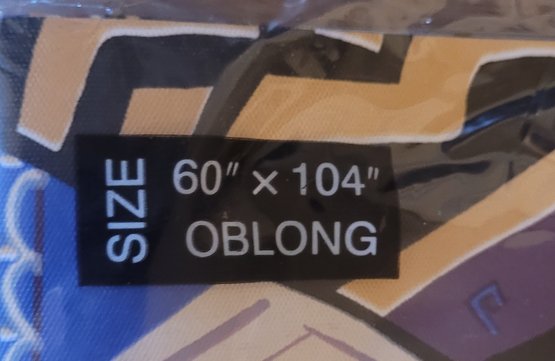 SIZE
60" × 104"
OBLONG